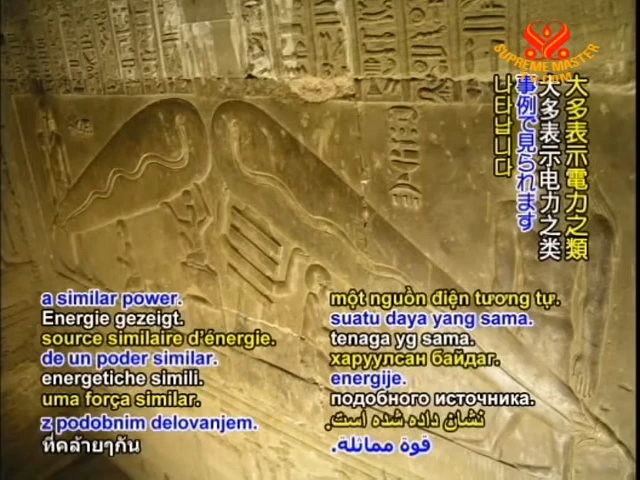 SUPREME MASTER
TV.COM
大多表示電力之類
大多表示电力之类
事例で見られます
나타납니다
a similar power.
Energie gezeigt.
source similaire d'énergie.
de un poder similar.
energetiche simili.
uma força similar.
z podobnim delovanjem.
ที่คล้ายๆกัน
một nguồn điện tương tự.
suatu daya yang sama.
tenaga yg sama.
харуулсан байдаг.
energije.
подобного источника.
نشان داده شده است.
قوة مماثلة.